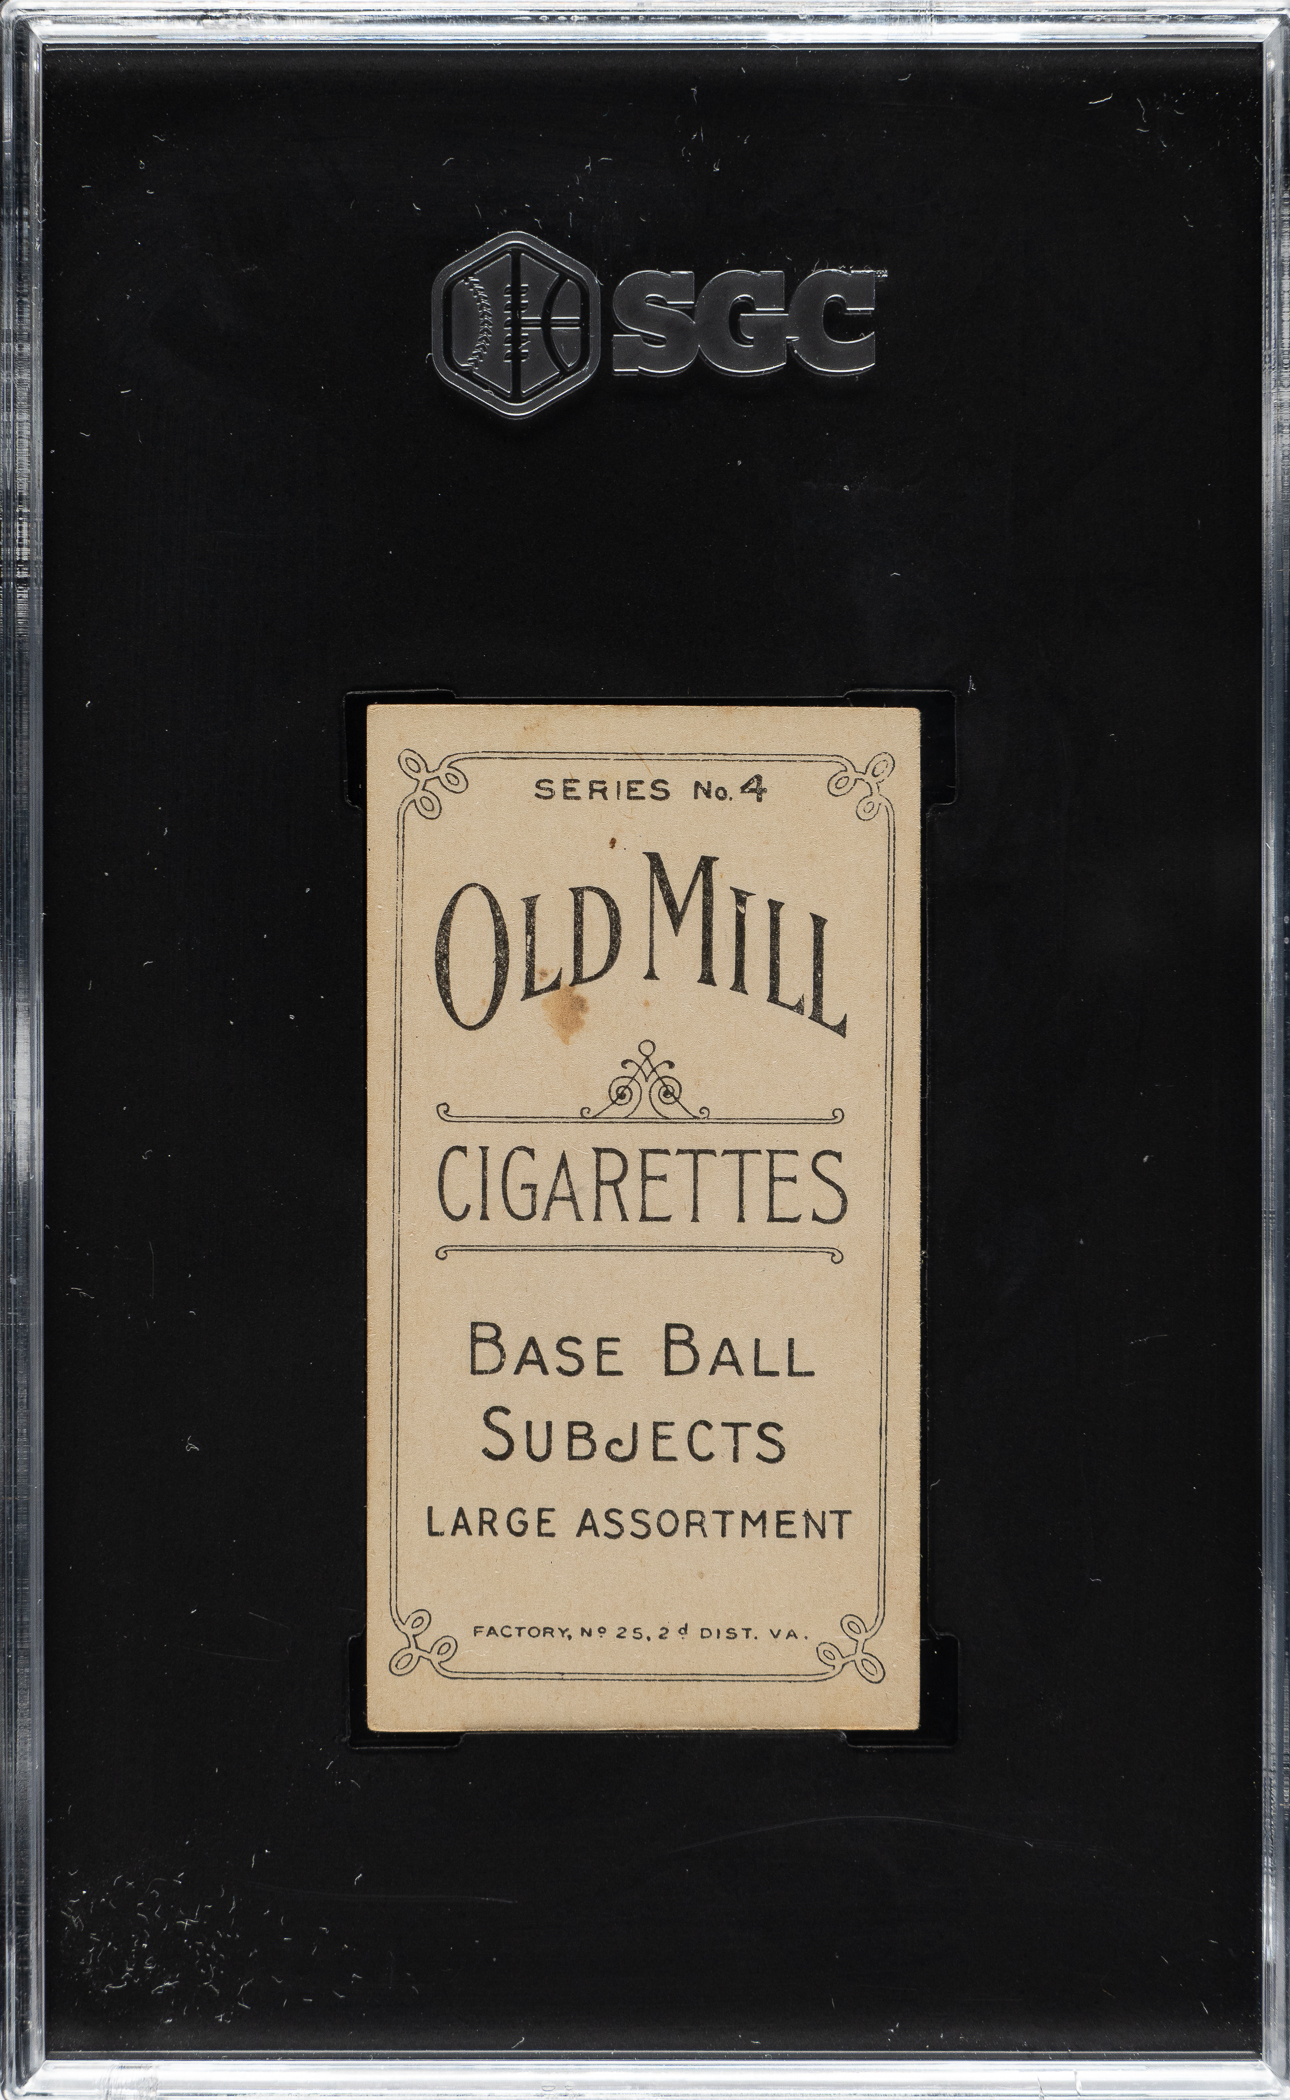 SGC
SERIES No. 4
OLD MILL
CIGARETTES
BASE BALL
SUBJECTS
LARGE ASSORTMENT
FACTORY, Nº 25, 2d DIST. VA.